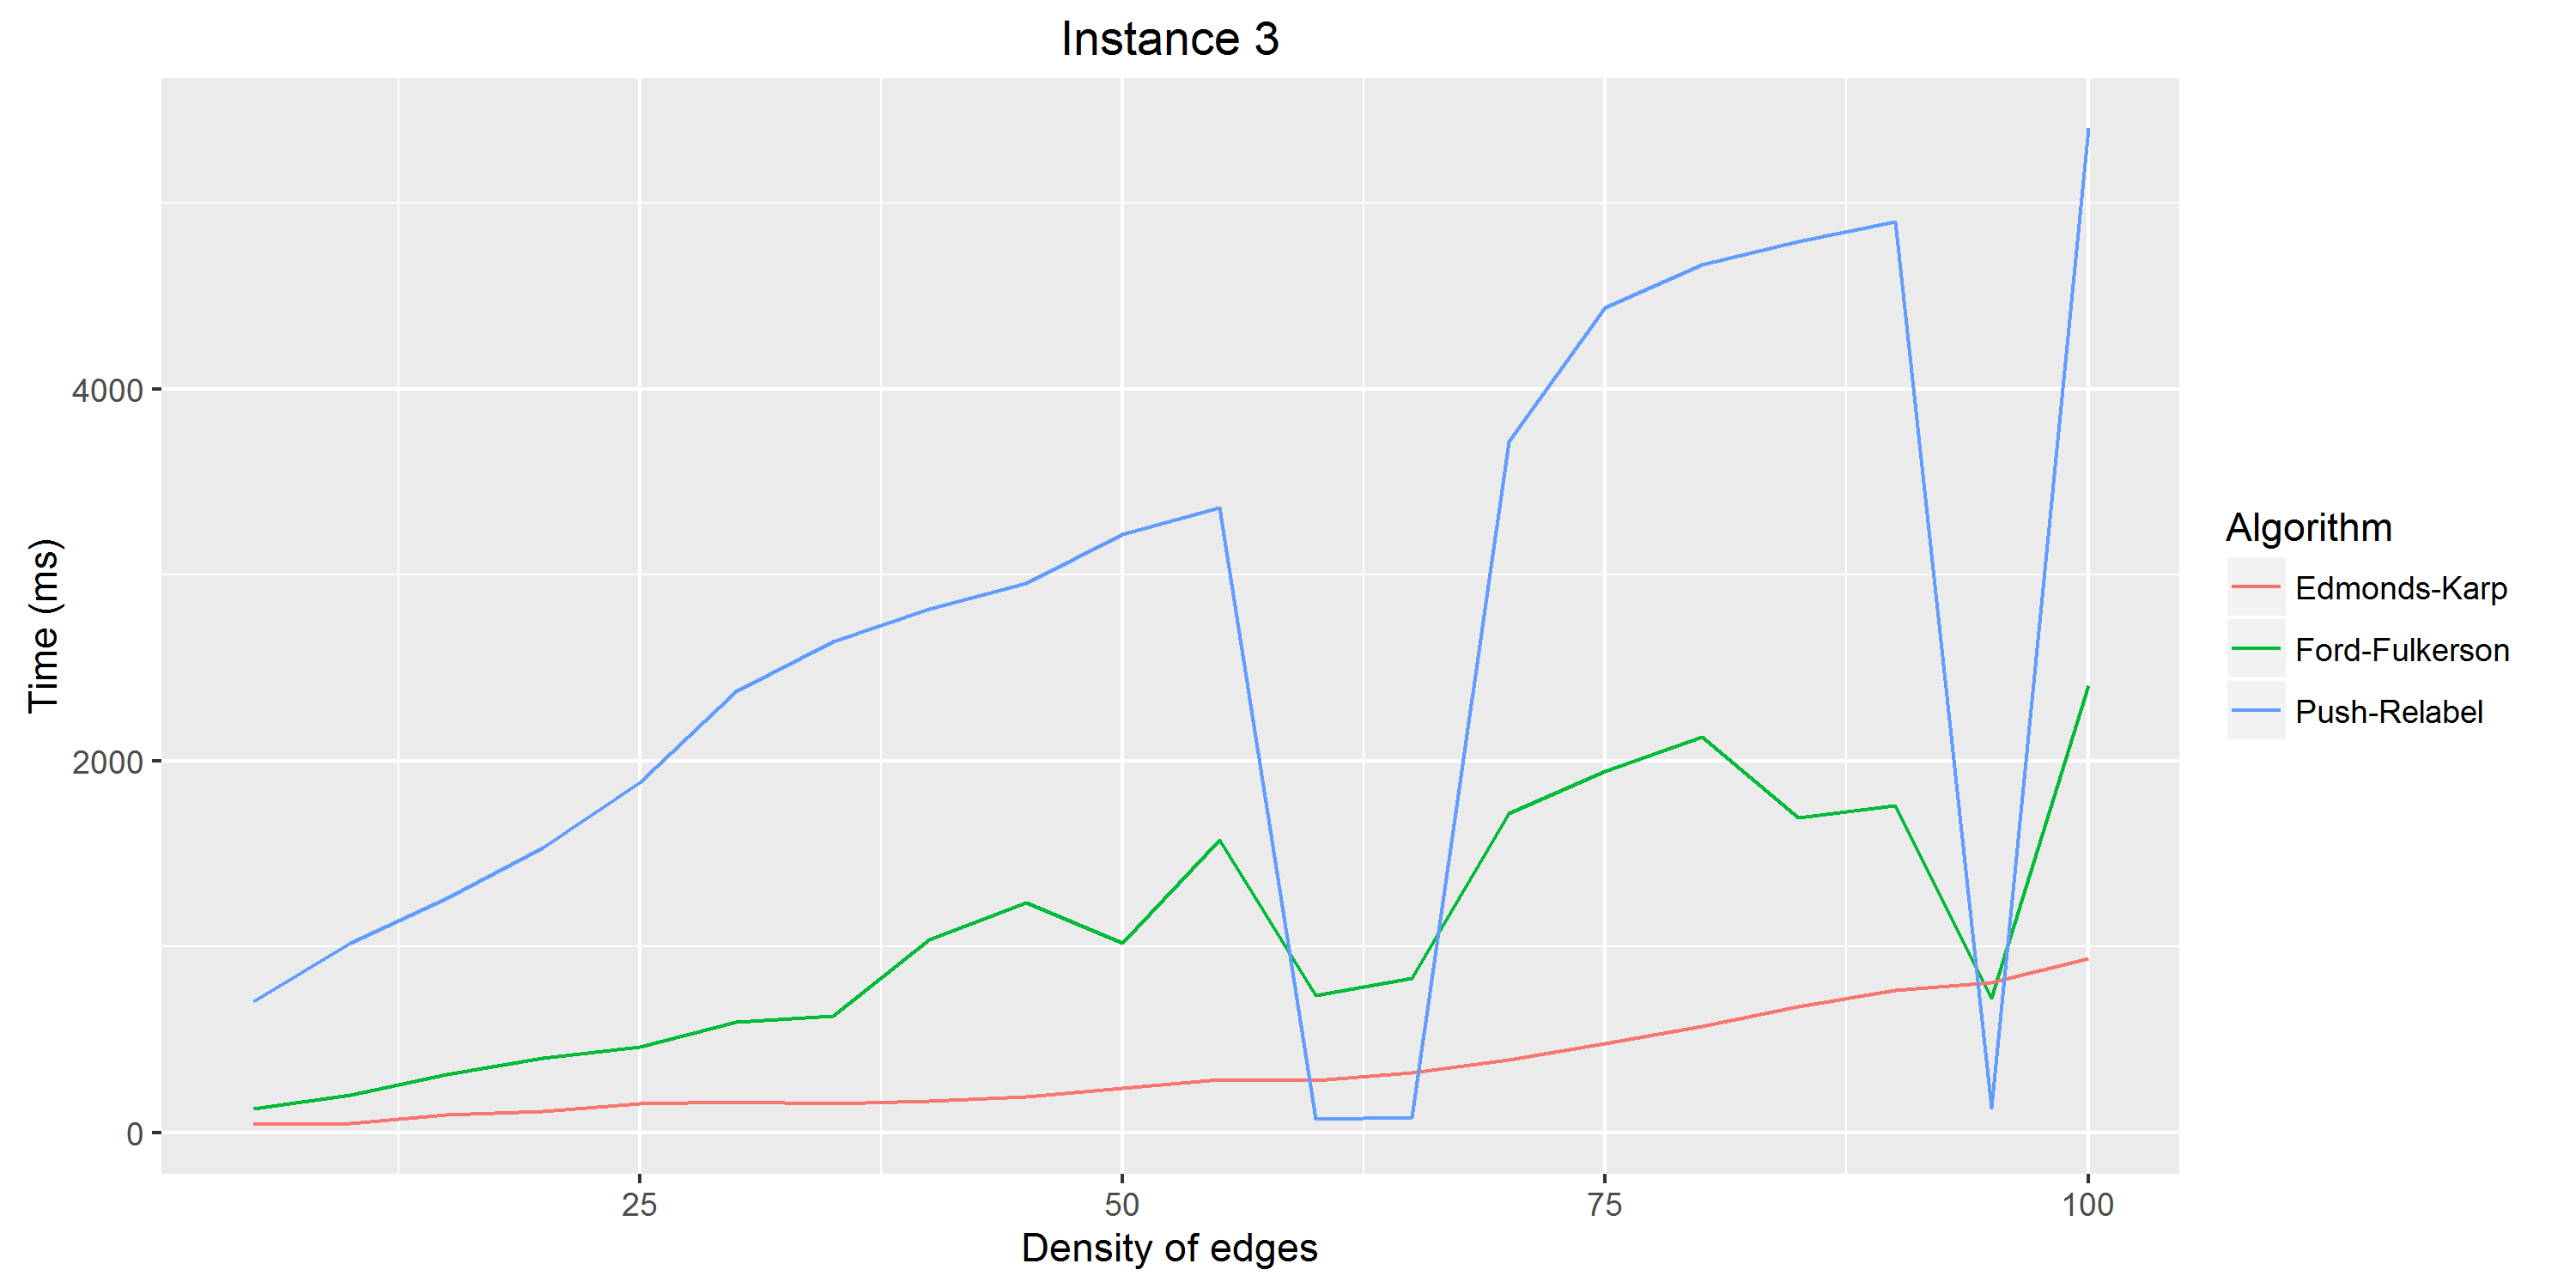 Instance 3
Time (ms)
4000
2000
0
25 50 75 100
Density of edges
Algorithm
Edmonds-Karp
Ford-Fulkerson
Push-Relabel